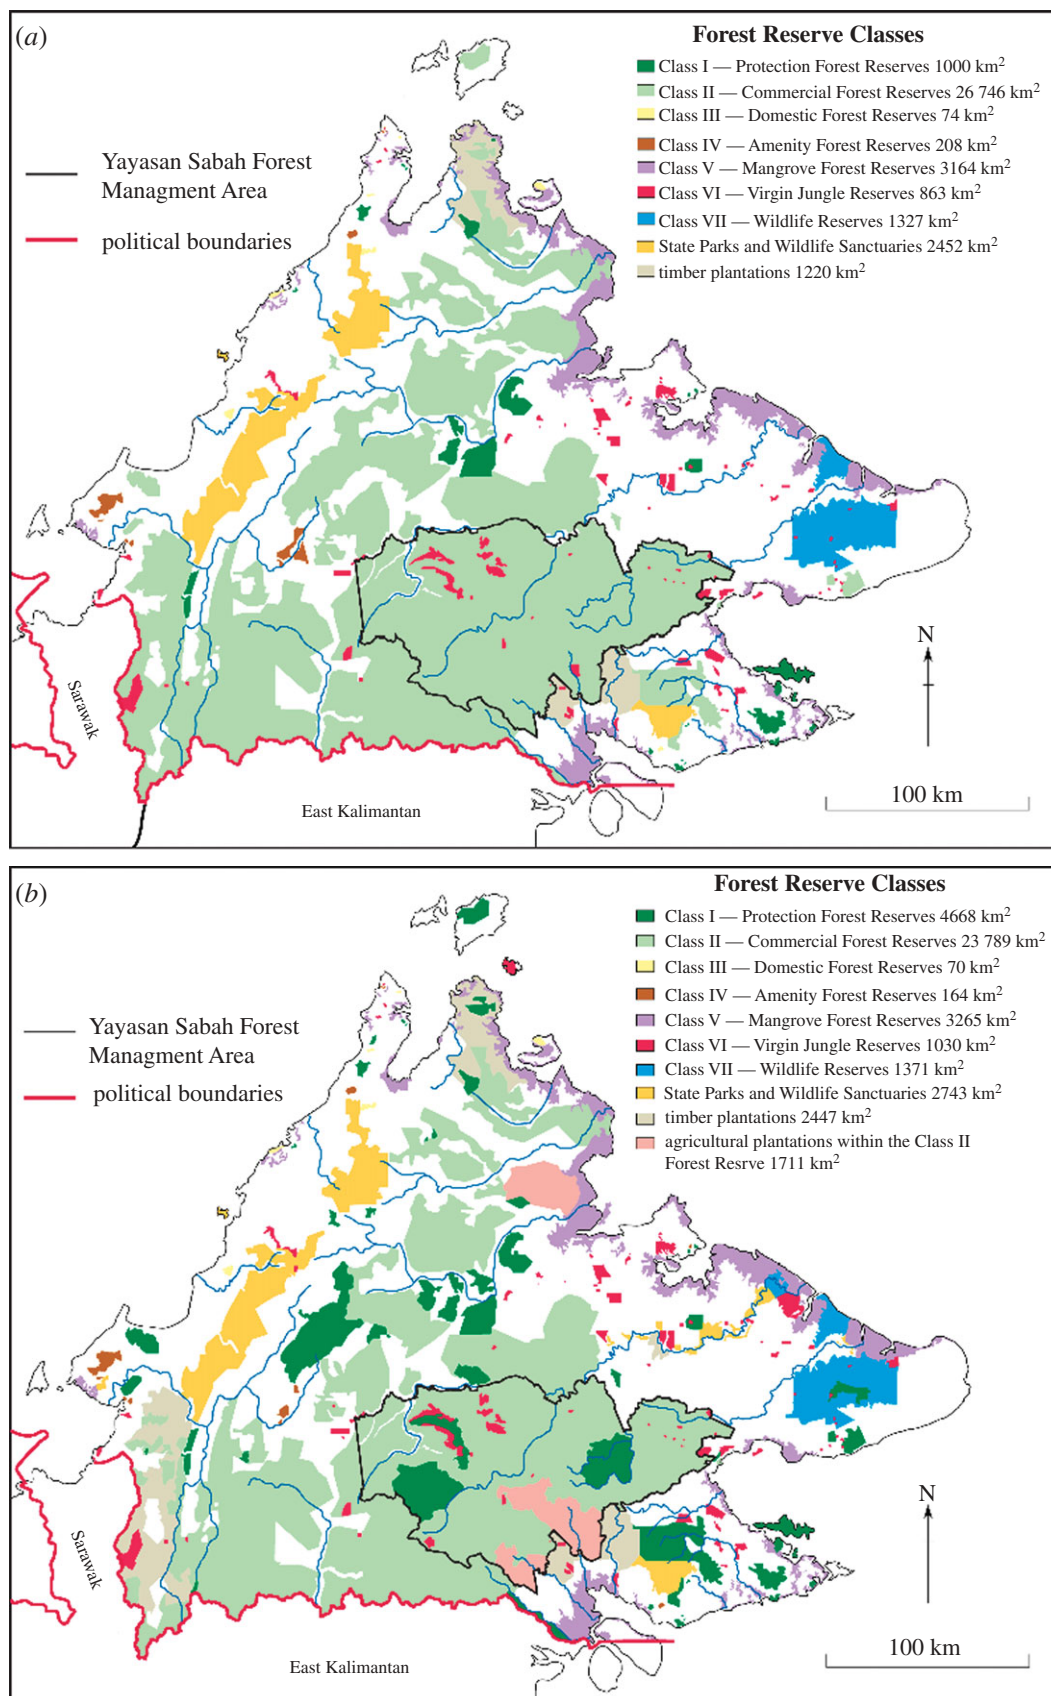 (a)
Forest Reserve Classes
Class I — Protection Forest Reserves 1000 km²
Class II — Commercial Forest Reserves 26 746 km²
Class III — Domestic Forest Reserves 74 km²
Class IV — Amenity Forest Reserves 208 km²
Class V — Mangrove Forest Reserves 3164 km²
Class VI — Virgin Jungle Reserves 863 km²
Class VII — Wildlife Reserves 1327 km²
State Parks and Wildlife Sanctuaries 2452 km²
timber plantations 1220 km²
Yayasan Sabah Forest
Managment Area
political boundaries
Sarawak
East Kalimantan
N
100 km
(b)
Forest Reserve Classes
Class I — Protection Forest Reserves 4668 km²
Class II — Commercial Forest Reserves 23 789 km²
Class III — Domestic Forest Reserves 70 km²
Class IV — Amenity Forest Reserves 164 km²
Class V — Mangrove Forest Reserves 3265 km²
Class VI — Virgin Jungle Reserves 1030 km²
Class VII — Wildlife Reserves 1371 km²
State Parks and Wildlife Sanctuaries 2743 km²
timber plantations 2447 km²
agricultural plantations within the Class II
Forest Resrve 1711 km²
Yayasan Sabah Forest
Managment Area
political boundaries
Sarawak
East Kalimantan
N
100 km